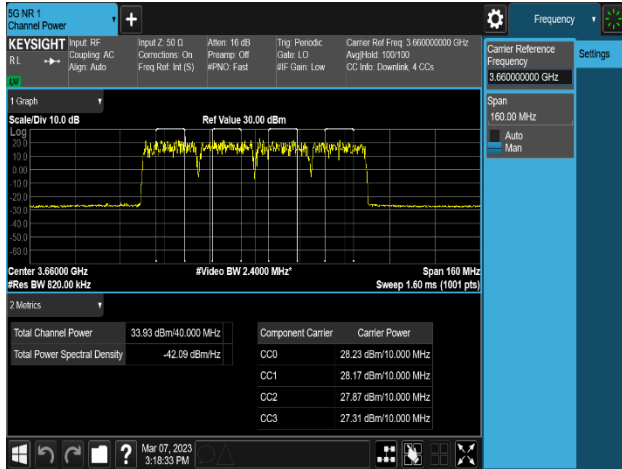 5G NR 1
Channel Power
Frequency
KEYSIGHT
Input: RF
Input Z: 50 Ω
Atten: 16 dB
Trig: Periodic
Carrier Ref Freq: 3.660000000 GHz
RL
Coupling: AC
Corrections: On
Preamp: Off
Gate: LO
Avg|Hold: 100/100
Align: Auto
Freq Ref: Int (S)
#PNO: Fast
#IF Gain: Low
CC Info: Downlink, 4 CCs
Carrier Reference
Frequency
3.660000000 GHz
Settings
Span
160.00 MHz
Auto
Man
1 Graph
Scale/Div 10.0 dB
Ref Value 30.00 dBm
Log
20.0
10.0
0.00
-10.0
-20.0
-30.0
-40.0
-50.0
-60.0
Center 3.66000 GHz
#Video BW 2.4000 MHz*
Span 160 MHz
#Res BW 820.00 kHz
Sweep 1.60 ms (1001 pts)
2 Metrics
Total Channel Power
33.93 dBm/40.000 MHz
Total Power Spectral Density
-42.09 dBm/Hz
Component Carrier
Carrier Power
CC0
28.23 dBm/10.000 MHz
CC1
28.17 dBm/10.000 MHz
CC2
27.87 dBm/10.000 MHz
CC3
27.31 dBm/10.000 MHz
?
Mar 07, 2023
3:18:33 PM